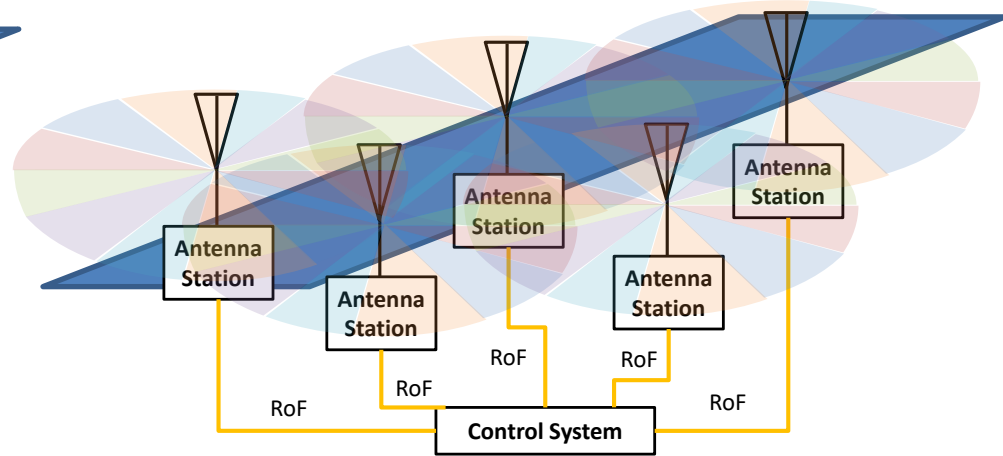 Antenna
Station
Antenna
Station
Antenna
Station
Antenna
Station
Antenna
Station
RoF
RoF
RoF
RoF
RoF
Control System